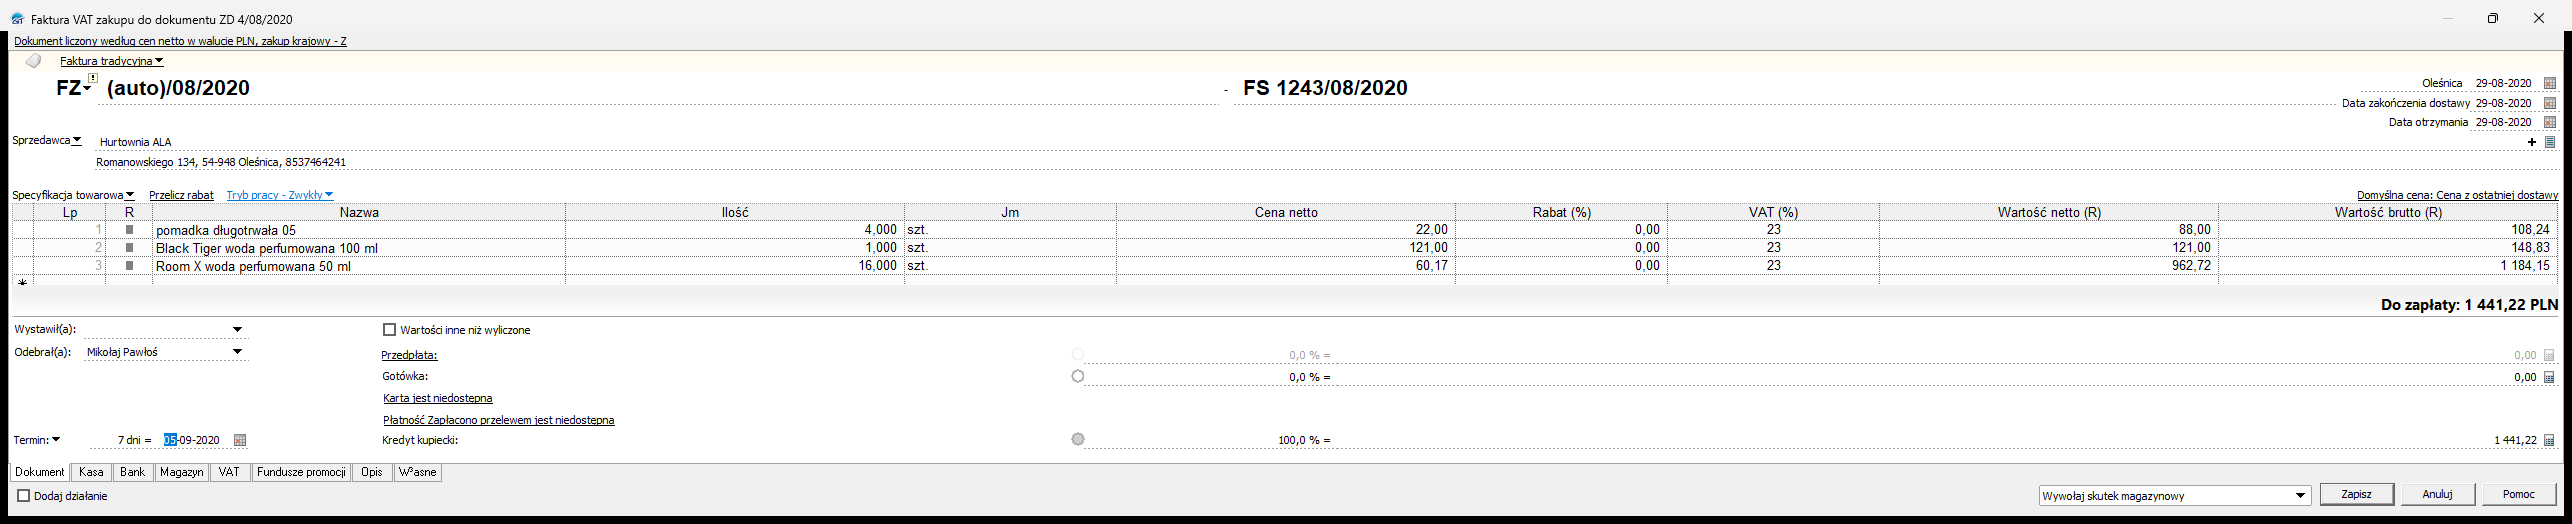 Faktura VAT zakupu do dokumentu ZD 4/08/2020
Dokument liczony według cen netto w walucie PLN, zakup krajowy - Z
Faktura tradycyjna
FZ (auto)/08/2020 - FS 1243/08/2020
Oleśnica 29-08-2020
Data zakończenia dostawy 29-08-2020
Data otrzymania 29-08-2020
Sprzedawca Hurtownia ALA
Romanowskiego 134, 54-948 Oleśnica, 8537464241
Specyfikacja towarowa Przelicz rabat Tryb pracy - Zwykły Domyślna cena: Cena z ostatniej dostawy
Lp R Nazwa Ilość Jm Cena netto Rabat (%) VAT (%) Wartość netto (R) Wartość brutto (R)
1 pomadka długotrwała 05 4,000 szt. 22,00 0,00 23 88,00 108,24
2 Black Tiger woda perfumowana 100 ml 1,000 szt. 121,00 0,00 23 121,00 148,83
3 Room X woda perfumowana 50 ml 16,000 szt. 60,17 0,00 23 962,72 1 184,15
Do zapłaty: 1 441,22 PLN
Wystawił(a): Wartości inne niż wyliczone
Odebrał(a): Mikołaj Pawłoś
Przedpłata: 0,0 % = 0,00
Gotówka: 0,0 % = 0,00
Karta jest niedostępna
Płatność Zapłacono przelewem jest niedostępna
Termin: 7 dni = 05-09-2020 Kredyt kupiecki: 100,0 % = 1 441,22
Dokument Kasa Bank Magazyn VAT Fundusze promocji Opis W³asne
Dodaj działanie Wywołaj skutek magazynowy Zapisz Anuluj Pomoc